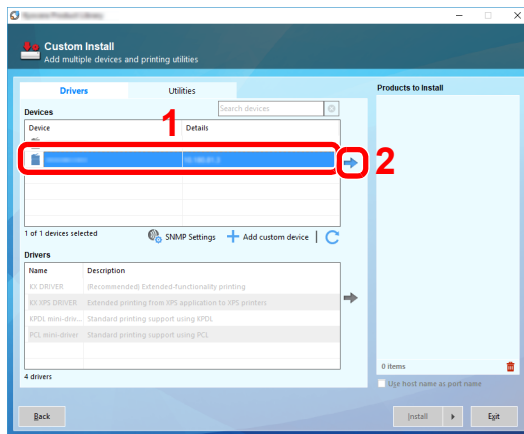 Custom Install
Add multiple devices and printing utilities
Drivers
Utilities
Products to Install
Devices
Search devices
1
Device
Details
2
1 of 1 devices selected
SNMP Settings
Add custom device
Drivers
Name
Description
KX DRIVER
(Recommended) Extended-functionality printing
KX XPS DRIVER
Extended printing from XPS application to XPS printers
KPDL mini-driv...
Standard printing support using KPDL
PCL mini-driver
Standard printing support using PCL
4 drivers
0 items
Use host name as port name
Back
Install
Exit